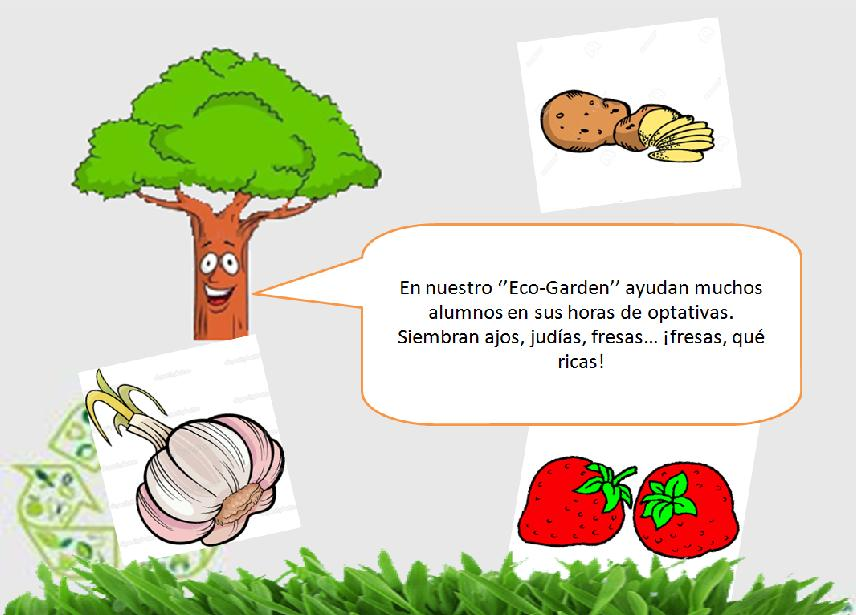 En nuestro ‘’Eco-Garden’’ ayudan muchos
alumnos en sus horas de optativas.
Siembran ajos, judías, fresas… ¡fresas, qué
ricas!